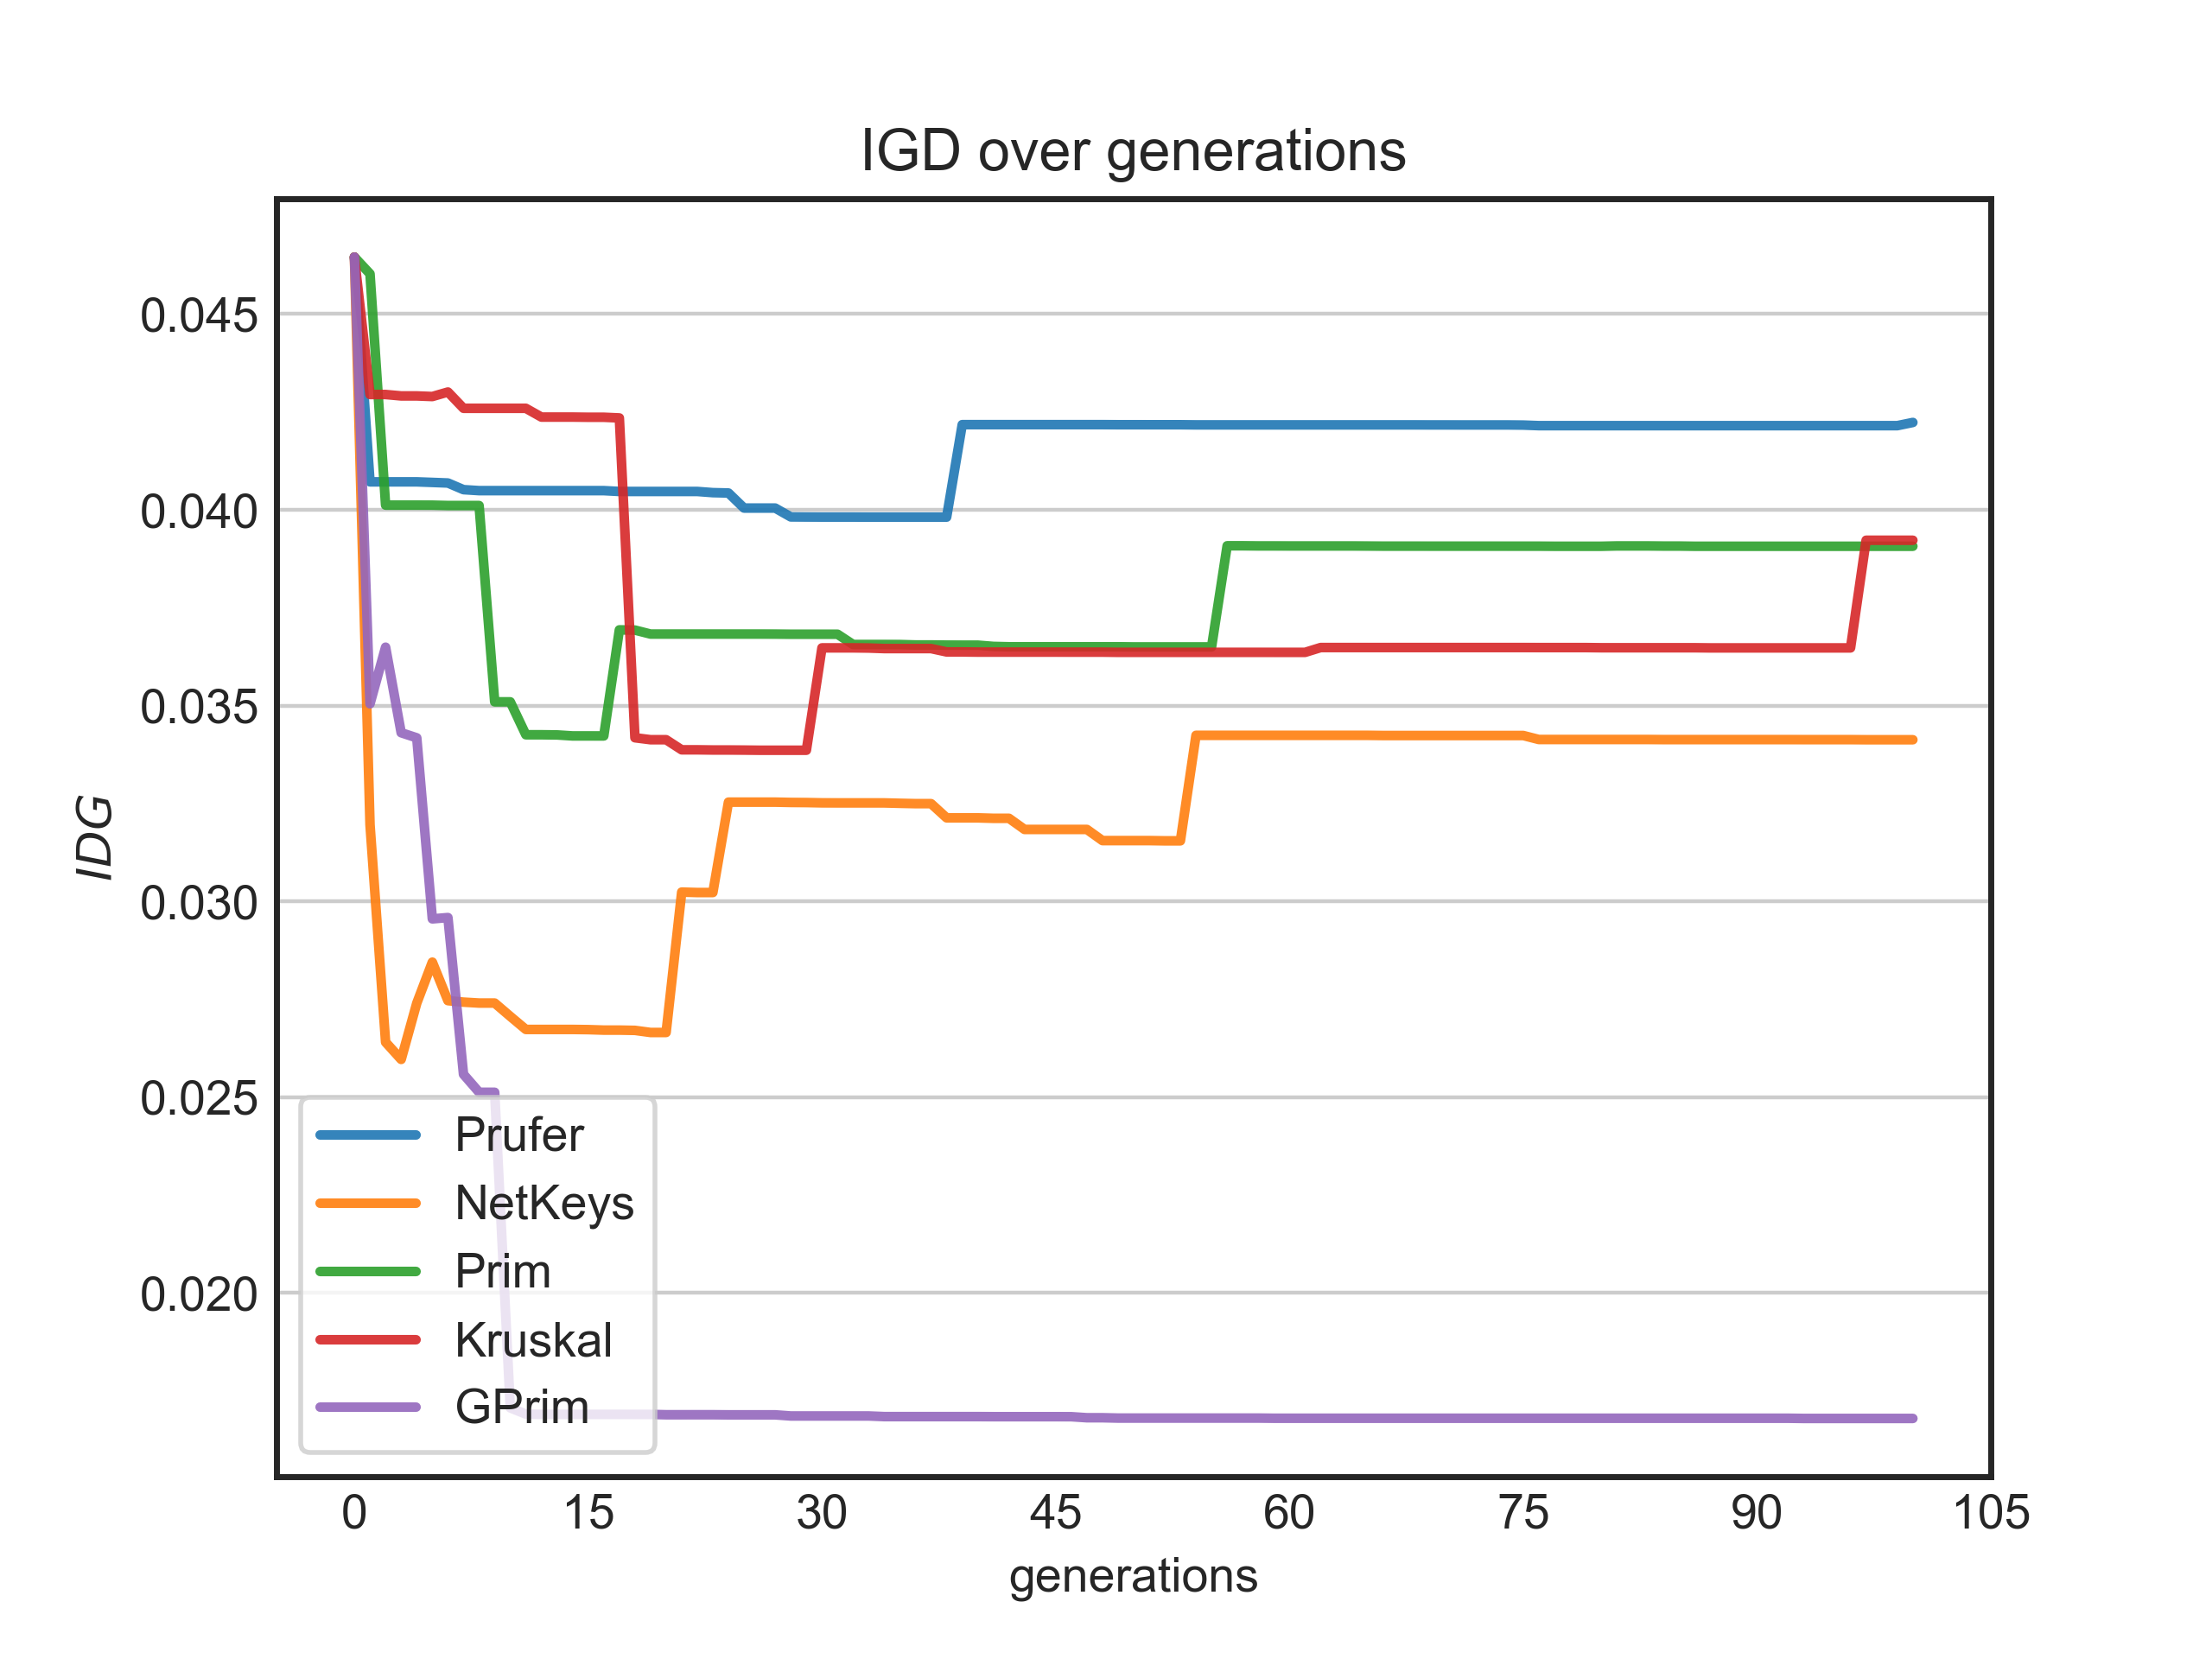 IGD over generations
IDG
0.045
0.040
0.035
0.030
0.025
0.020
Prufer
NetKeys
Prim
Kruskal
GPrim
0 15 30 45 60 75 90 105
generations